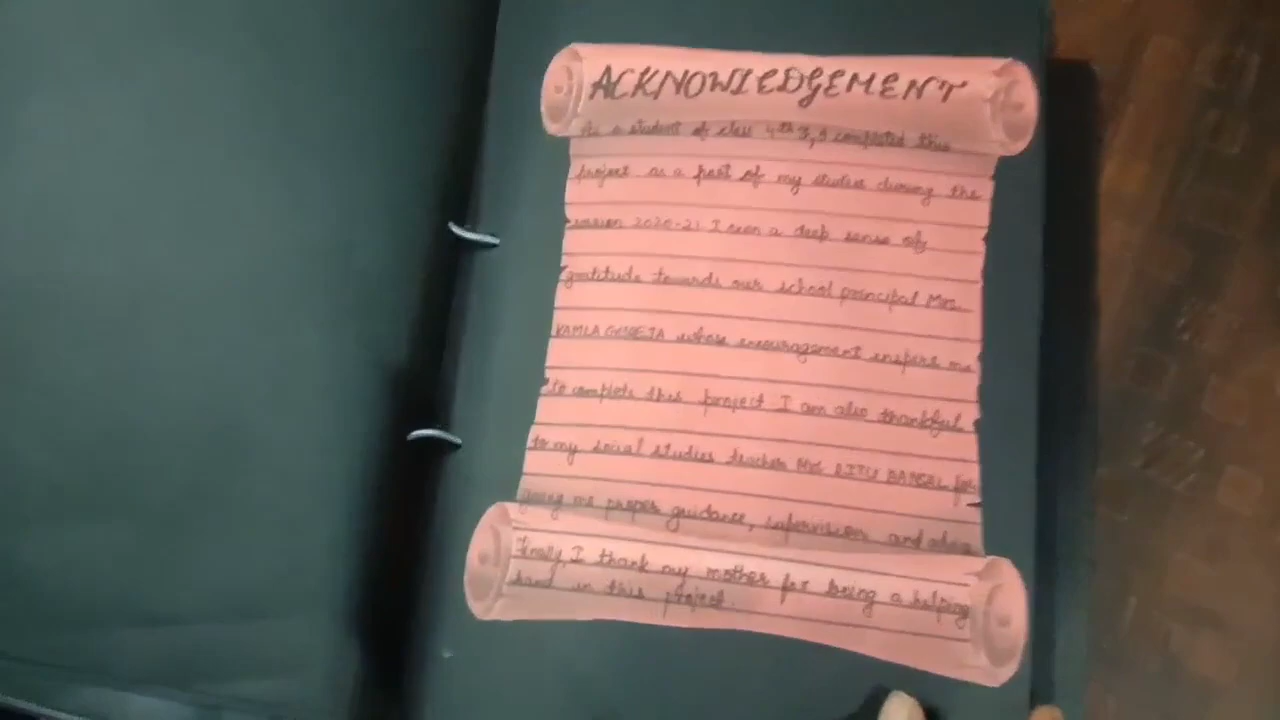 ACKNOWLEDGEMENT
As a student of class 4th F, I completed this
project as a part of my studies during the
session 2020-21 I own a deep sense of
gratitude towards our school principal Mrs.
KAMLA whose encouragement inspire me
to complete this project I am also thankful
to my social studies teacher RITU BANSAL for
giving me proper guidance, supervision and
Finally, I thank my mother for being a helping
hand in this project.